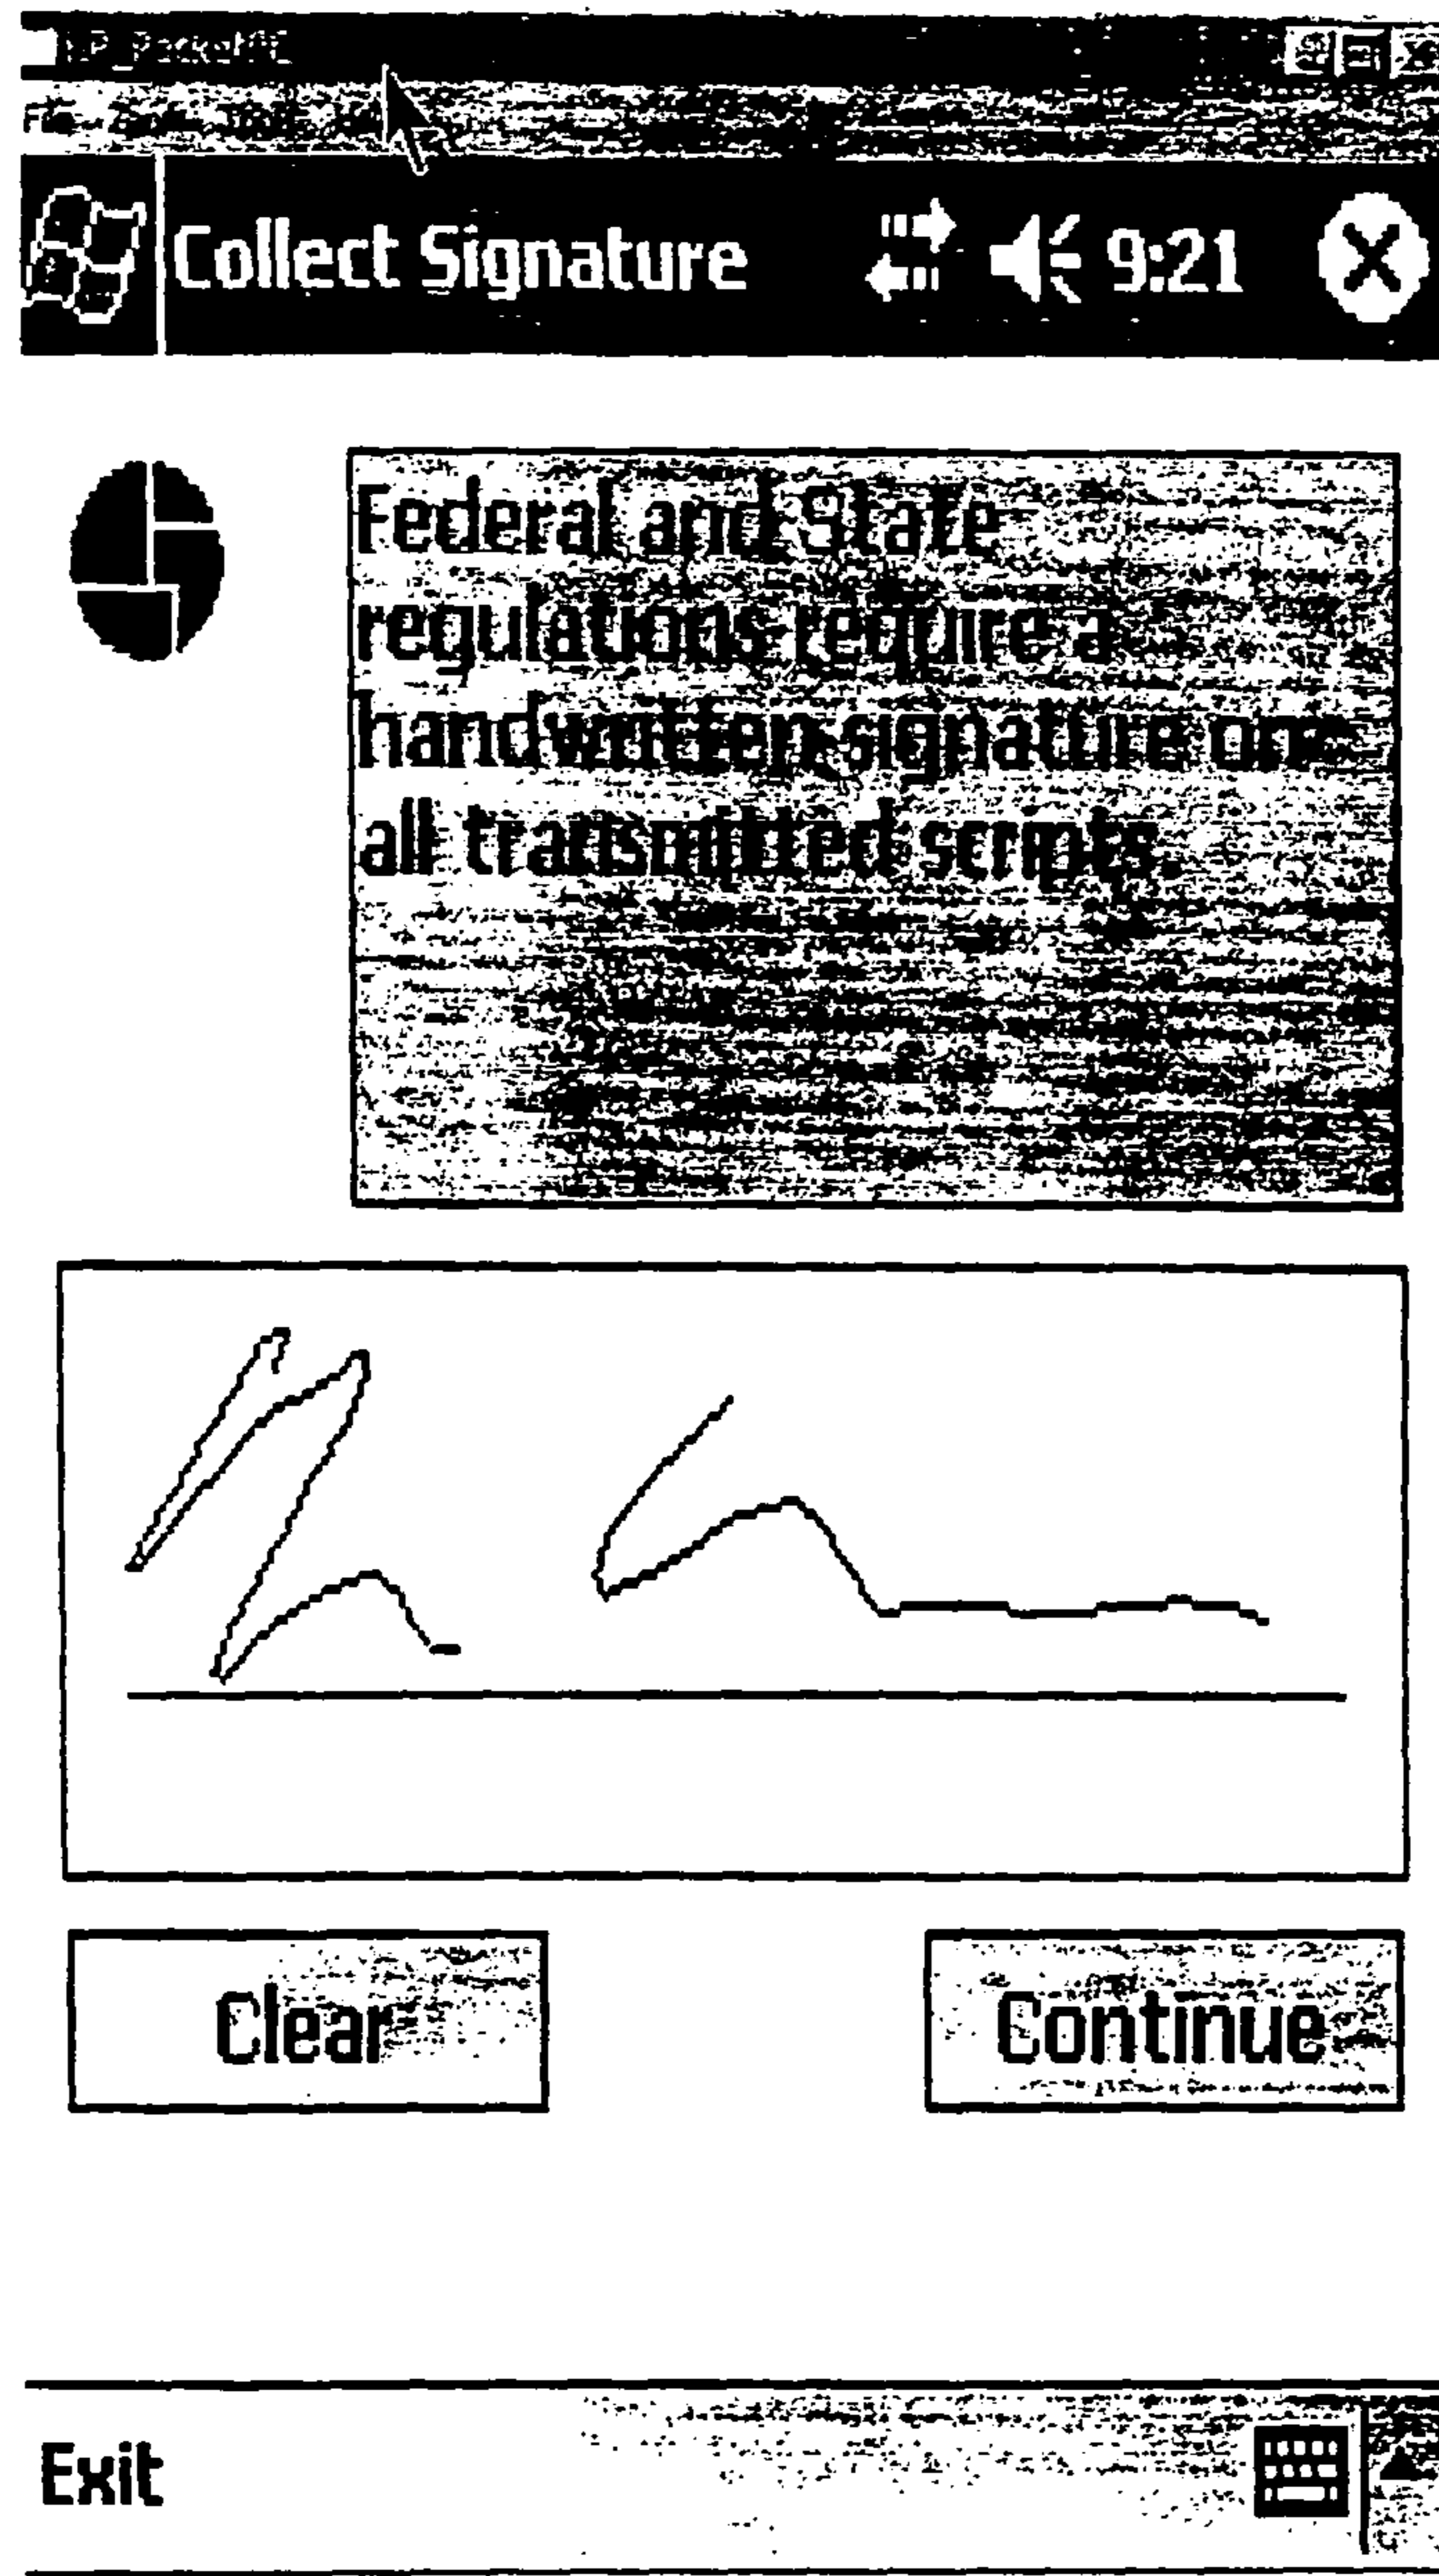 Collect Signature 9:21
Federal and State
regulations require a
handwritten signature on
all transmitted scripts.
Clear Continue
Exit